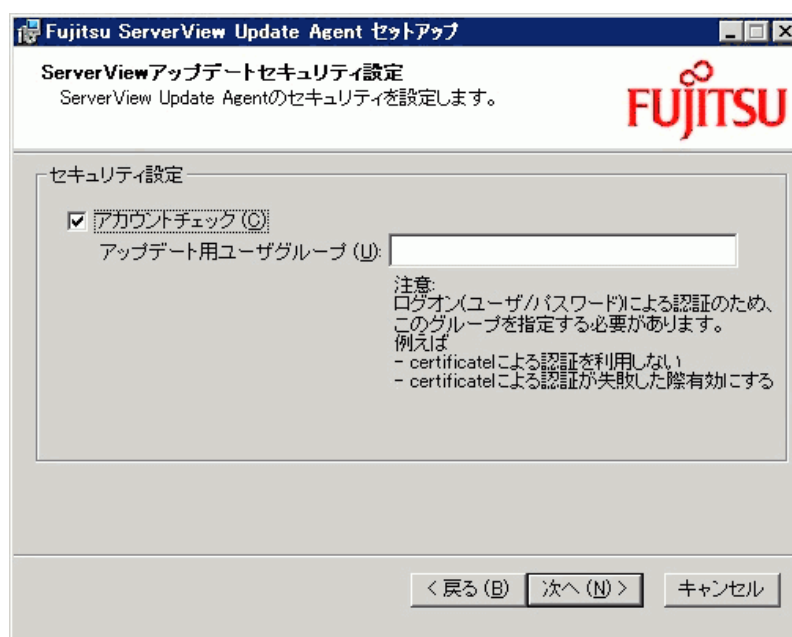 Fujitsu ServerView Update Agent セットアップ
ServerViewアップデートセキュリティ設定
ServerView Update Agentのセキュリティを設定します。
FUJITSU
セキュリティ設定
アカウントチェック(C)
アップデート用ユーザグループ(U):
注意:
ログオン(ユーザ/パスワード)による認証のため、
このグループを指定する必要があります。
例えば
- certificateによる認証を利用しない
- certificateによる認証が失敗した際有効にする
< 戻る(B)
次へ(N) >
キャンセル